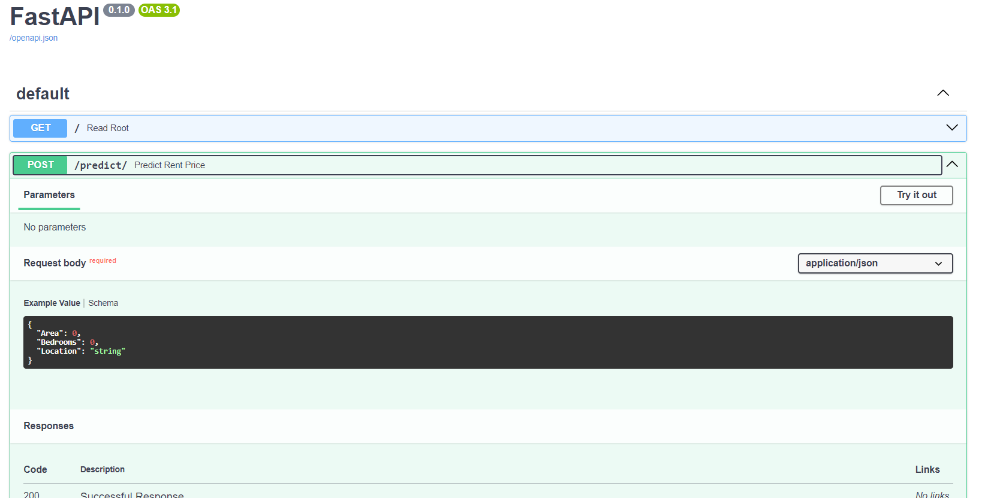 FastAPI 0.1.0 OAS 3.1
/openapi.json
default
GET / Read Root
POST /predict/ Predict Rent Price
Parameters Try it out
No parameters
Request body required application/json
Example Value Schema
{
"Area": 0,
"Bedrooms": 0,
"Location": "string"
}
Responses
Code Description Links
200 Successful Response No links